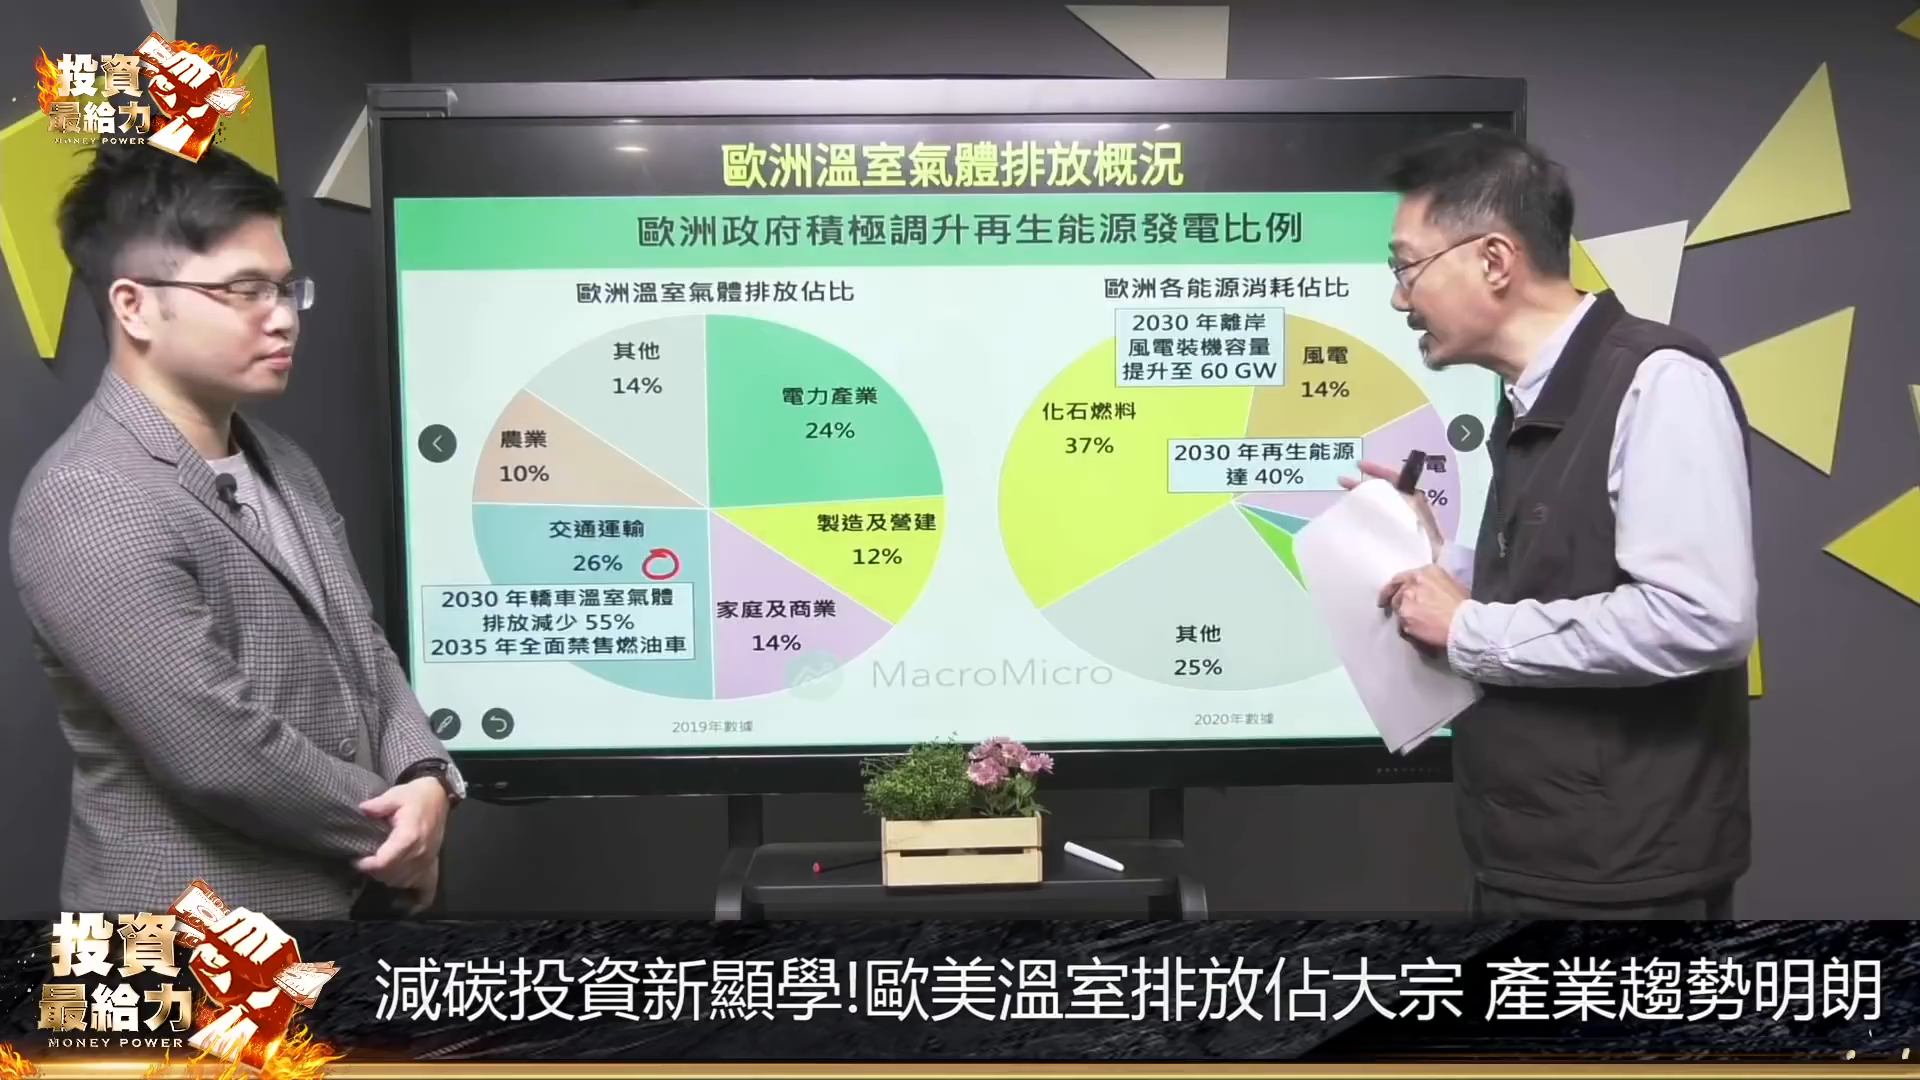 投資
最給力
MONEY POWER
歐洲溫室氣體排放概況
歐洲政府積極調升再生能源發電比例
歐洲溫室氣體排放佔比
其他
14%
電力產業
24%
農業
10%
交通運輸
26%
製造及營建
12%
家庭及商業
14%
2030 年轎車溫室氣體
排放減少 55%
2035 年全面禁售燃油車
2019年數據
歐洲各能源消耗佔比
2030 年離岸
風電裝機容量
提升至 60 GW
風電
14%
化石燃料
37%
2030 年再生能源
達 40%
電
%
其他
25%
MacroMicro
2020年數據
投資
最給力
MONEY POWER
減碳投資新顯學!歐美溫室排放佔大宗 產業趨勢明朗